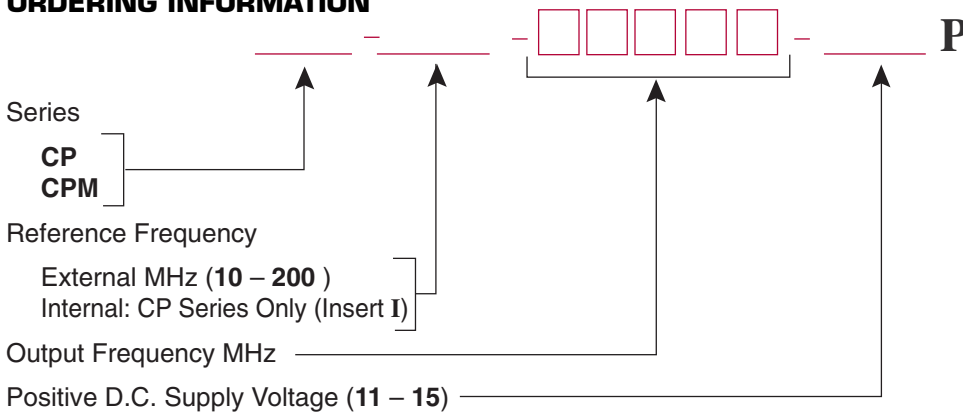 ORDERING INFORMATION
– – – P
Series
CP
CPM
Reference Frequency
External MHz (10 – 200 )
Internal: CP Series Only (Insert I)
Output Frequency MHz
Positive D.C. Supply Voltage (11 – 15)